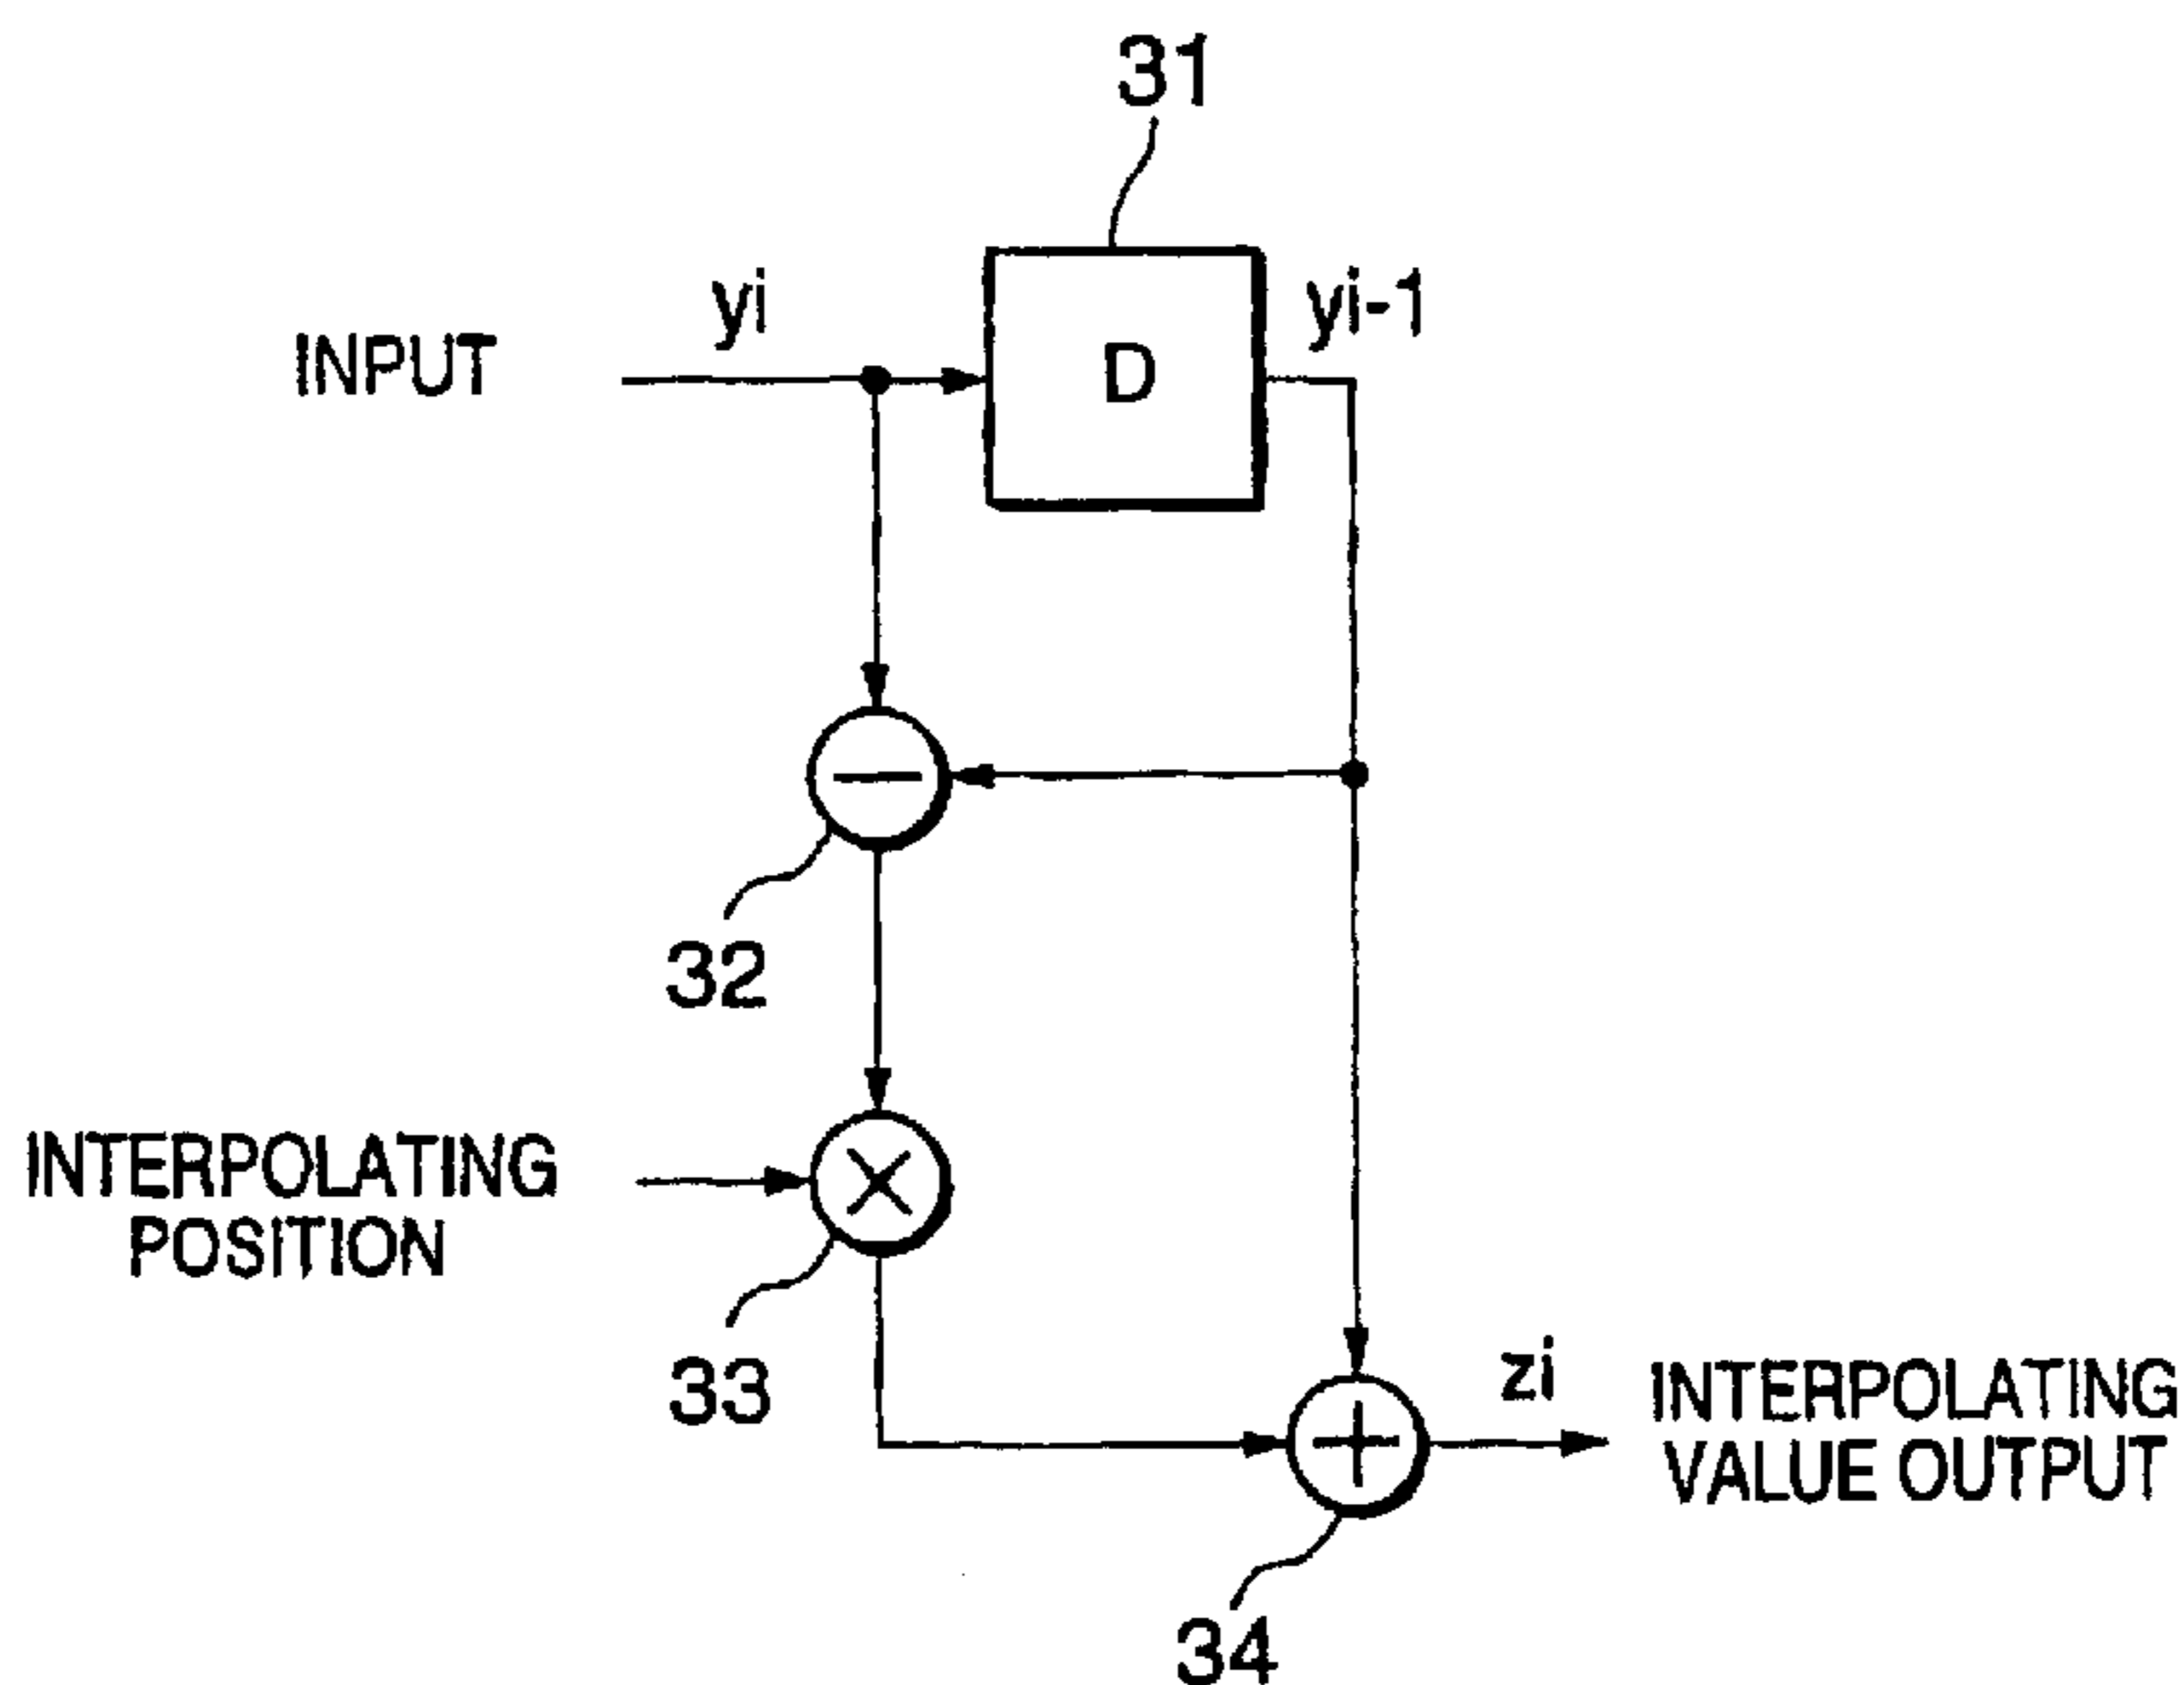 31
yi
yi-1
INPUT
D
32
INTERPOLATING
POSITION
33
zi
INTERPOLATING
VALUE OUTPUT
34